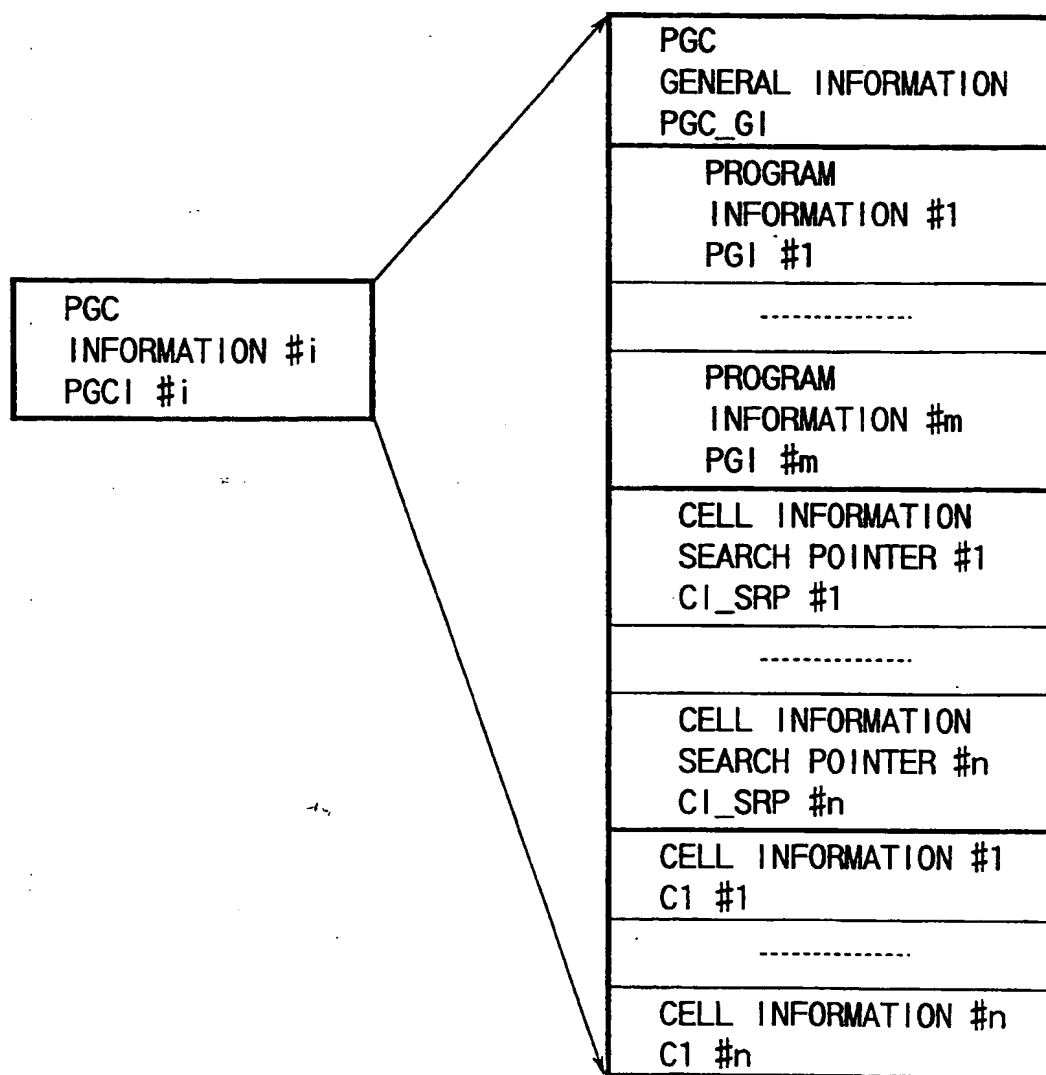 PGC
INFORMATION #i
PGCI #i
PGC
GENERAL INFORMATION
PGC_GI
PROGRAM
INFORMATION #1
PGI #1
--------------
PROGRAM
INFORMATION #m
PGI #m
CELL INFORMATION
SEARCH POINTER #1
CI_SRP #1
--------------
CELL INFORMATION
SEARCH POINTER #n
CI_SRP #n
CELL INFORMATION #1
C1 #1
--------------
CELL INFORMATION #n
C1 #n